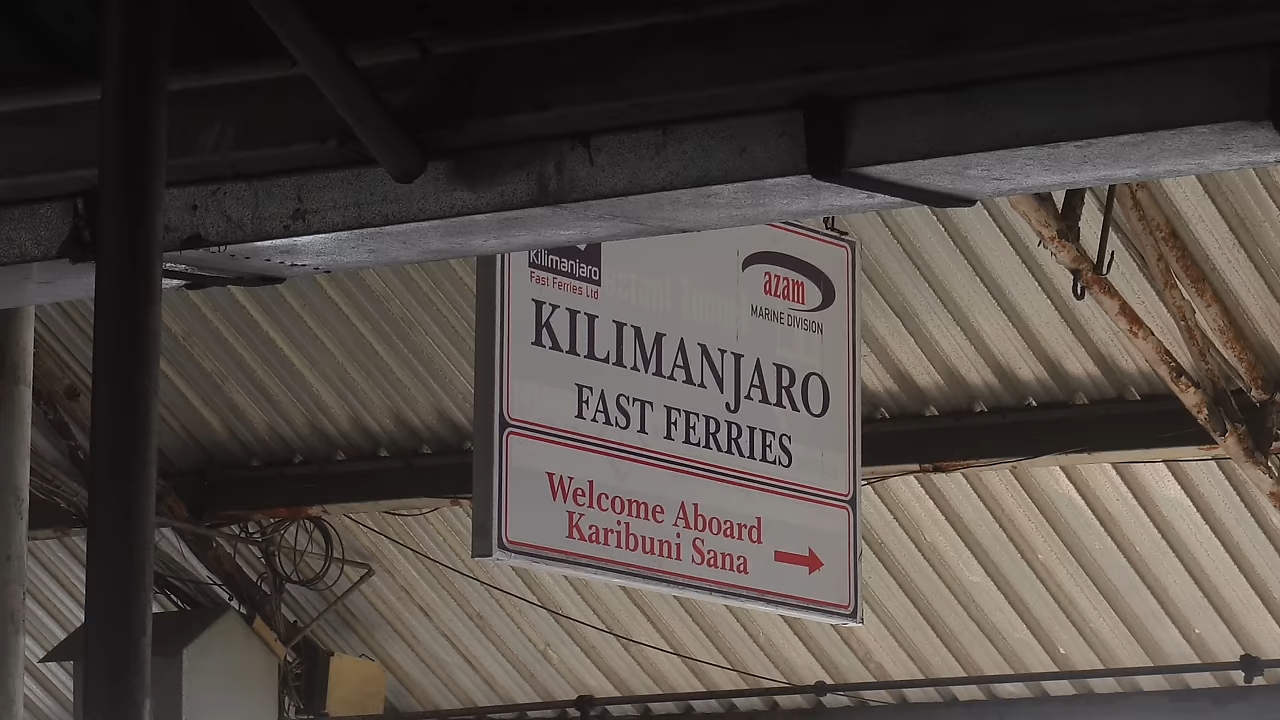 Kilimanjaro
Fast Ferries Ltd
azam
MARINE DIVISION
KILIMANJARO
FAST FERRIES
Welcome Aboard
Karibuni Sana